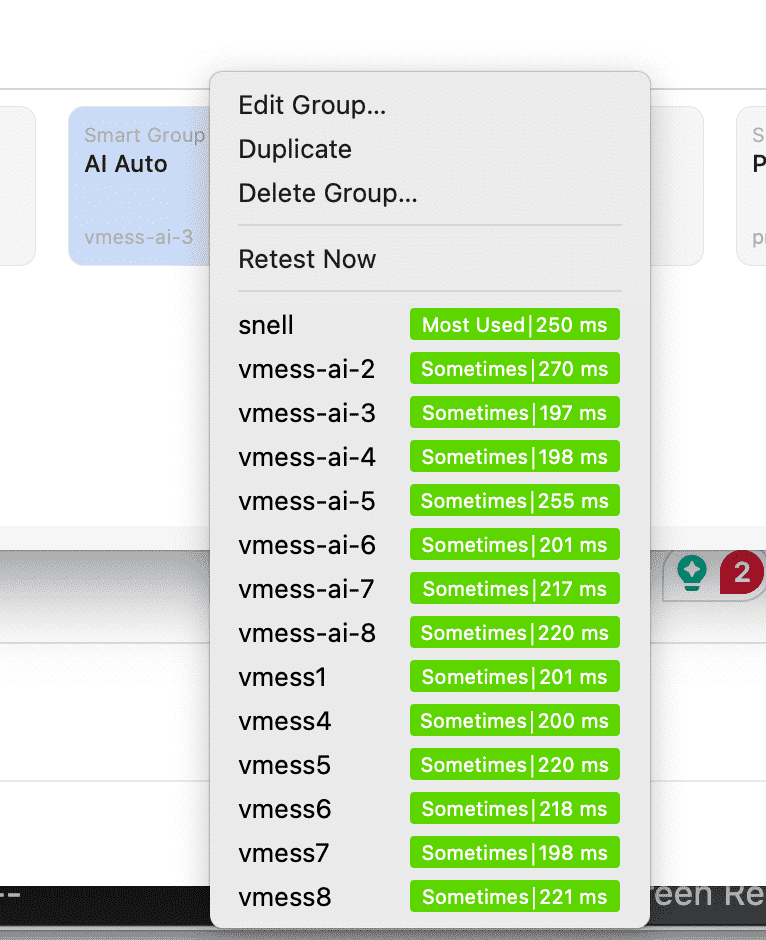 Edit Group...
Duplicate
Delete Group...
Retest Now
Smart Group
AI Auto
vmess-ai-3
S
P
snell Most Used|250 ms
vmess-ai-2 Sometimes|270 ms
vmess-ai-3 Sometimes|197 ms
vmess-ai-4 Sometimes|198 ms
vmess-ai-5 Sometimes|255 ms
vmess-ai-6 Sometimes|201 ms
vmess-ai-7 Sometimes|217 ms
vmess-ai-8 Sometimes|220 ms
vmess1 Sometimes|201 ms
vmess4 Sometimes|200 ms
vmess5 Sometimes|220 ms
vmess6 Sometimes|218 ms
vmess7 Sometimes|198 ms
vmess8 Sometimes|221 ms
2
reen Re